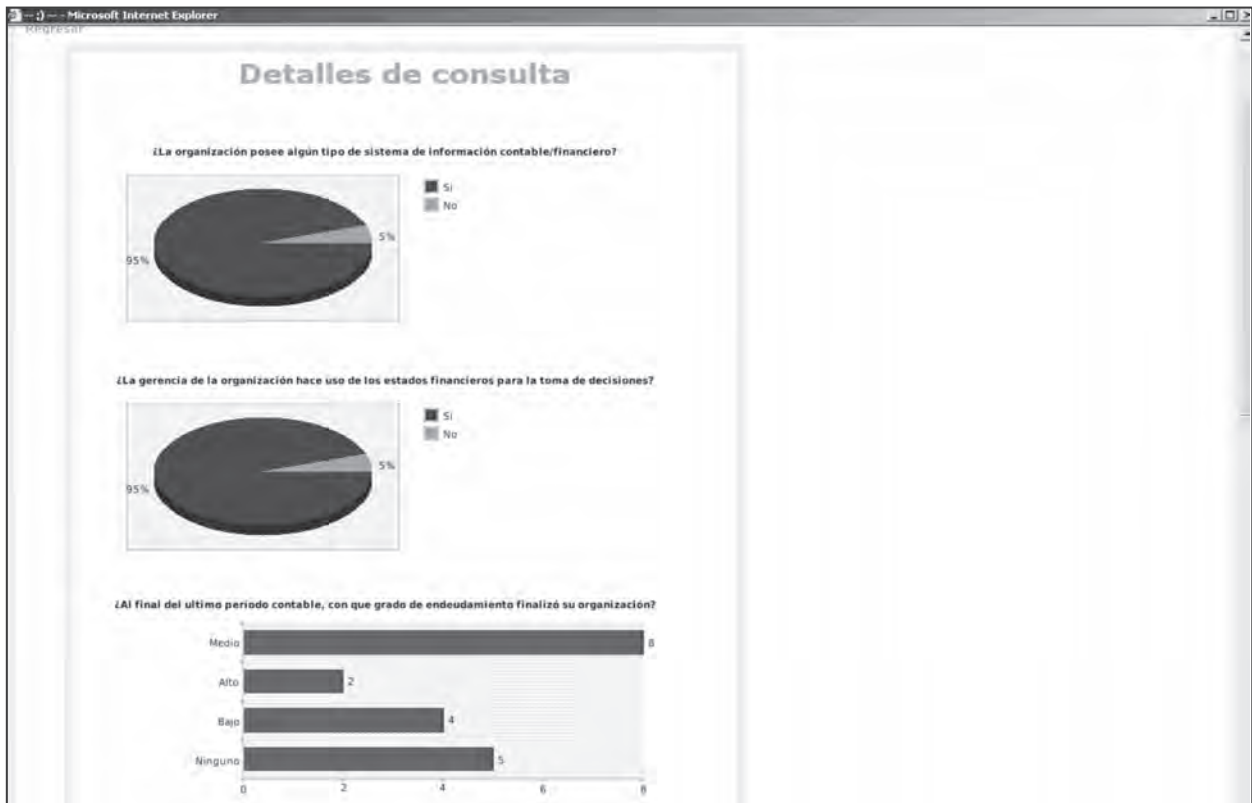 Microsoft Internet Explorer
Regresar
Detalles de consulta
¿La organización posee algún tipo de sistema de información contable/financiero?
Si
No
5%
95%
¿La gerencia de la organización hace uso de los estados financieros para la toma de decisiones?
Si
No
5%
95%
¿Al final del ultimo período contable, con que grado de endeudamiento finalizó su organización?
Medio 8
Alto 2
Bajo 4
Ninguno 5
0 2 4 6 8